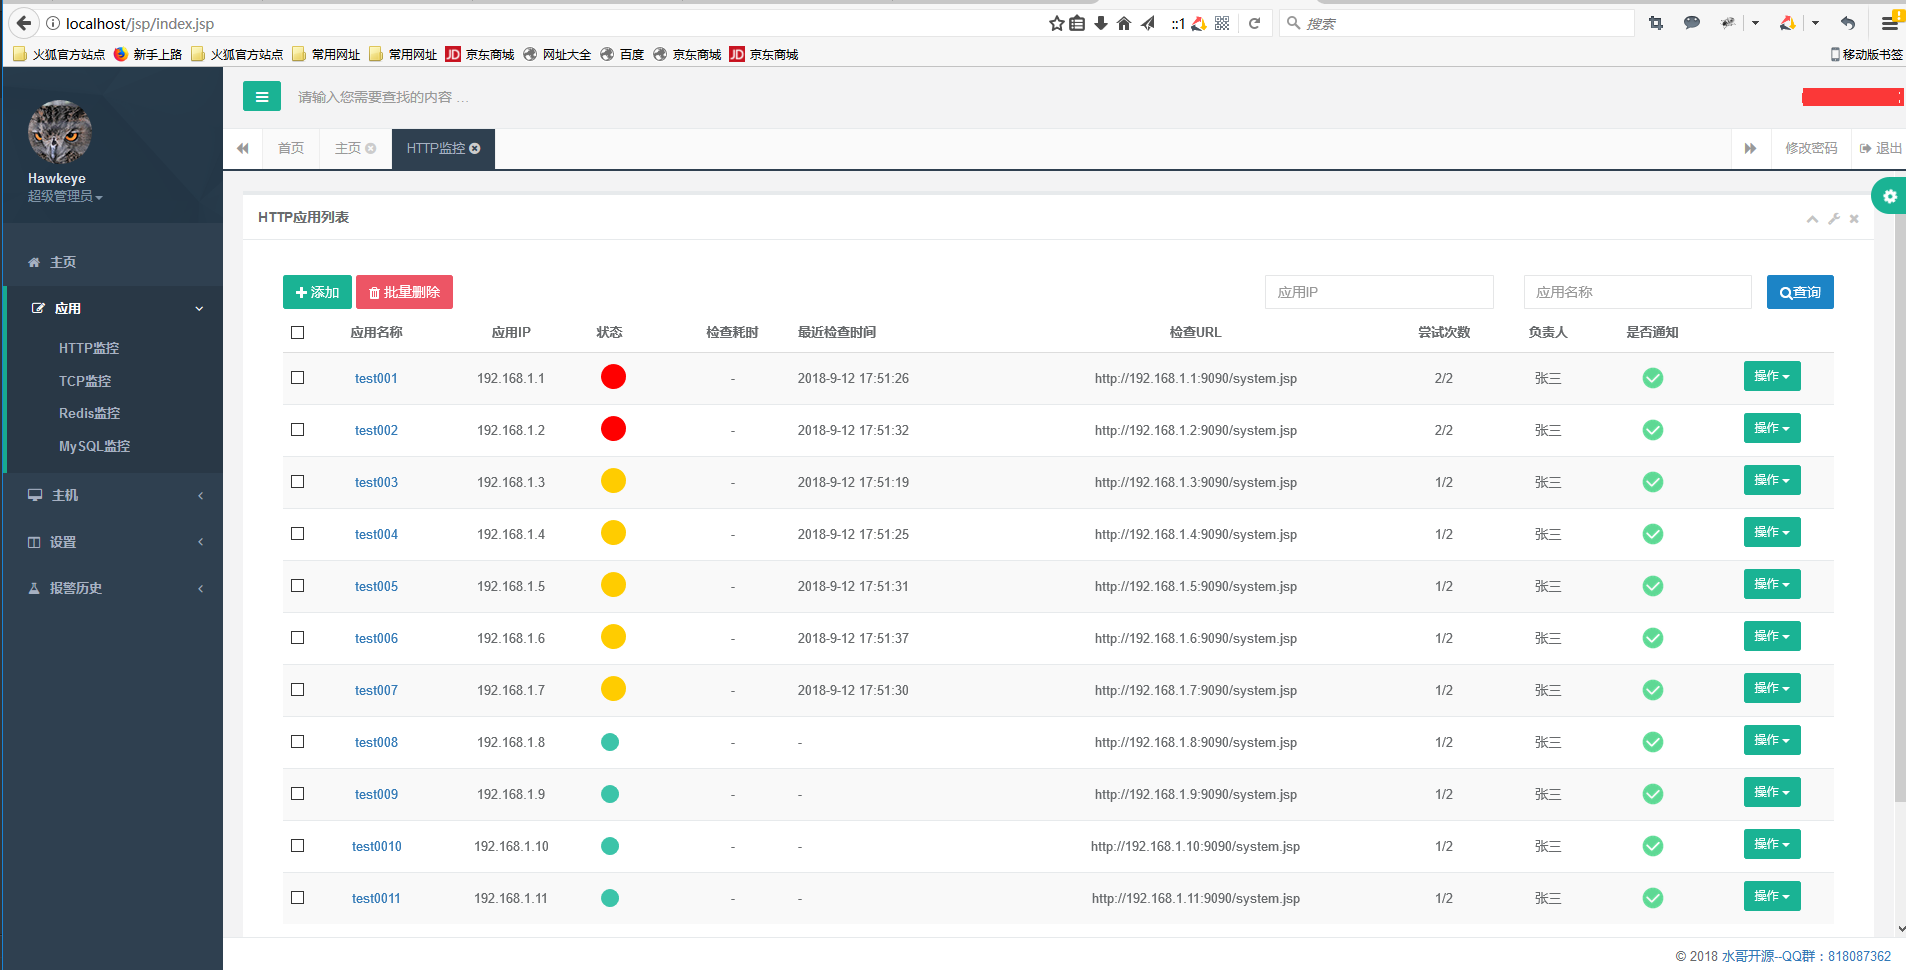 localhost/jsp/index.jsp
::1
搜索
火狐官方站点 新手上路 火狐官方站点 常用网址 常用网址 JD 京东商城 网址大全 百度 京东商城 JD 京东商城 移动版书签
请输入您需要查找的内容 ...
Hawkeye
超级管理员
首页 主页 HTTP监控 修改密码 退出
主页
应用
HTTP监控
TCP监控
Redis监控
MySQL监控
主机
设置
报警历史
HTTP应用列表
添加 批量删除 应用IP 应用名称 查询
应用名称 应用IP 状态 检查耗时 最近检查时间 检查URL 尝试次数 负责人 是否通知
test001 192.168.1.1 - 2018-9-12 17:51:26 http://192.168.1.1:9090/system.jsp 2/2 张三 操作
test002 192.168.1.2 - 2018-9-12 17:51:32 http://192.168.1.2:9090/system.jsp 2/2 张三 操作
test003 192.168.1.3 - 2018-9-12 17:51:19 http://192.168.1.3:9090/system.jsp 1/2 张三 操作
test004 192.168.1.4 - 2018-9-12 17:51:25 http://192.168.1.4:9090/system.jsp 1/2 张三 操作
test005 192.168.1.5 - 2018-9-12 17:51:31 http://192.168.1.5:9090/system.jsp 1/2 张三 操作
test006 192.168.1.6 - 2018-9-12 17:51:37 http://192.168.1.6:9090/system.jsp 1/2 张三 操作
test007 192.168.1.7 - 2018-9-12 17:51:30 http://192.168.1.7:9090/system.jsp 1/2 张三 操作
test008 192.168.1.8 - - http://192.168.1.8:9090/system.jsp 1/2 张三 操作
test009 192.168.1.9 - - http://192.168.1.9:9090/system.jsp 1/2 张三 操作
test0010 192.168.1.10 - - http://192.168.1.10:9090/system.jsp 1/2 张三 操作
test0011 192.168.1.11 - - http://192.168.1.11:9090/system.jsp 1/2 张三 操作
© 2018 水哥开源--QQ群：818087362